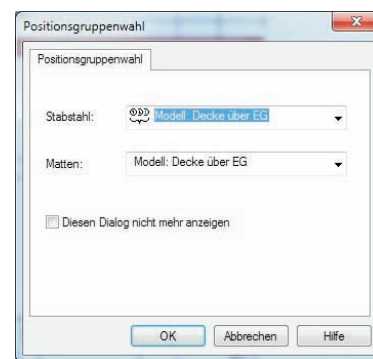 Positionsgruppenwahl
Positionsgruppenwahl
Stabstahl: Modell: Decke über EG
Matten: Modell: Decke über EG
Diesen Dialog nicht mehr anzeigen
OK Abbrechen Hilfe